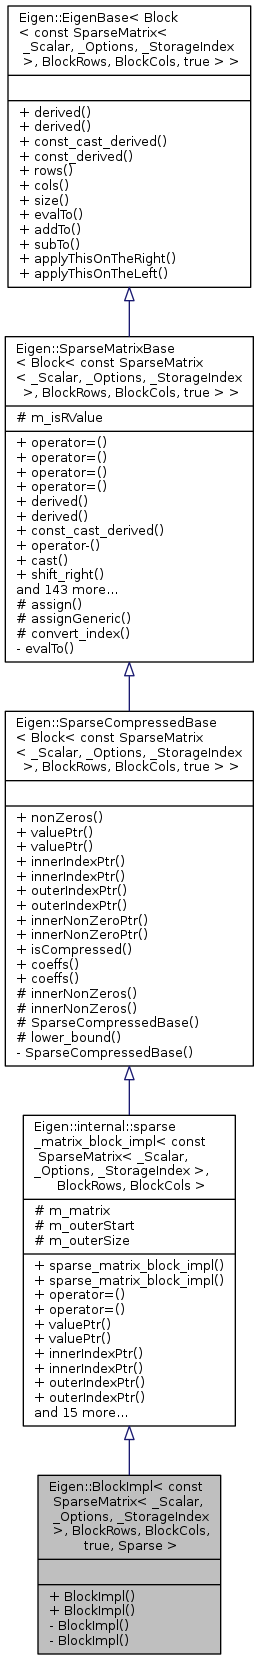 Eigen::EigenBase< Block
< const SparseMatrix<
_Scalar, _Options, _StorageIndex
>, BlockRows, BlockCols, true > >
+ derived()
+ derived()
+ const_cast_derived()
+ const_derived()
+ rows()
+ cols()
+ size()
+ evalTo()
+ addTo()
+ subTo()
+ applyThisOnTheRight()
+ applyThisOnTheLeft()
Eigen::SparseMatrixBase
< Block< const SparseMatrix
< _Scalar, _Options, _StorageIndex
>, BlockRows, BlockCols, true > >
# m_isRValue
+ operator=()
+ operator=()
+ operator=()
+ operator=()
+ derived()
+ derived()
+ const_cast_derived()
+ operator-()
+ cast()
+ shift_right()
and 143 more...
# assign()
# assignGeneric()
# convert_index()
- evalTo()
Eigen::SparseCompressedBase
< Block< const SparseMatrix
< _Scalar, _Options, _StorageIndex
>, BlockRows, BlockCols, true > >
+ nonZeros()
+ valuePtr()
+ valuePtr()
+ innerIndexPtr()
+ innerIndexPtr()
+ outerIndexPtr()
+ outerIndexPtr()
+ innerNonZeroPtr()
+ innerNonZeroPtr()
+ isCompressed()
+ coeffs()
+ coeffs()
# innerNonZeros()
# innerNonZeros()
# SparseCompressedBase()
# lower_bound()
- SparseCompressedBase()
Eigen::internal::sparse
_matrix_block_impl< const
SparseMatrix< _Scalar,
_Options, _StorageIndex >,
BlockRows, BlockCols >
# m_matrix
# m_outerStart
# m_outerSize
+ sparse_matrix_block_impl()
+ sparse_matrix_block_impl()
+ operator=()
+ operator=()
+ valuePtr()
+ valuePtr()
+ innerIndexPtr()
+ innerIndexPtr()
+ outerIndexPtr()
+ outerIndexPtr()
and 15 more...
Eigen::BlockImpl< const
SparseMatrix< _Scalar,
_Options, _StorageIndex
>, BlockRows, BlockCols,
true, Sparse >
+ BlockImpl()
+ BlockImpl()
- BlockImpl()
- BlockImpl()